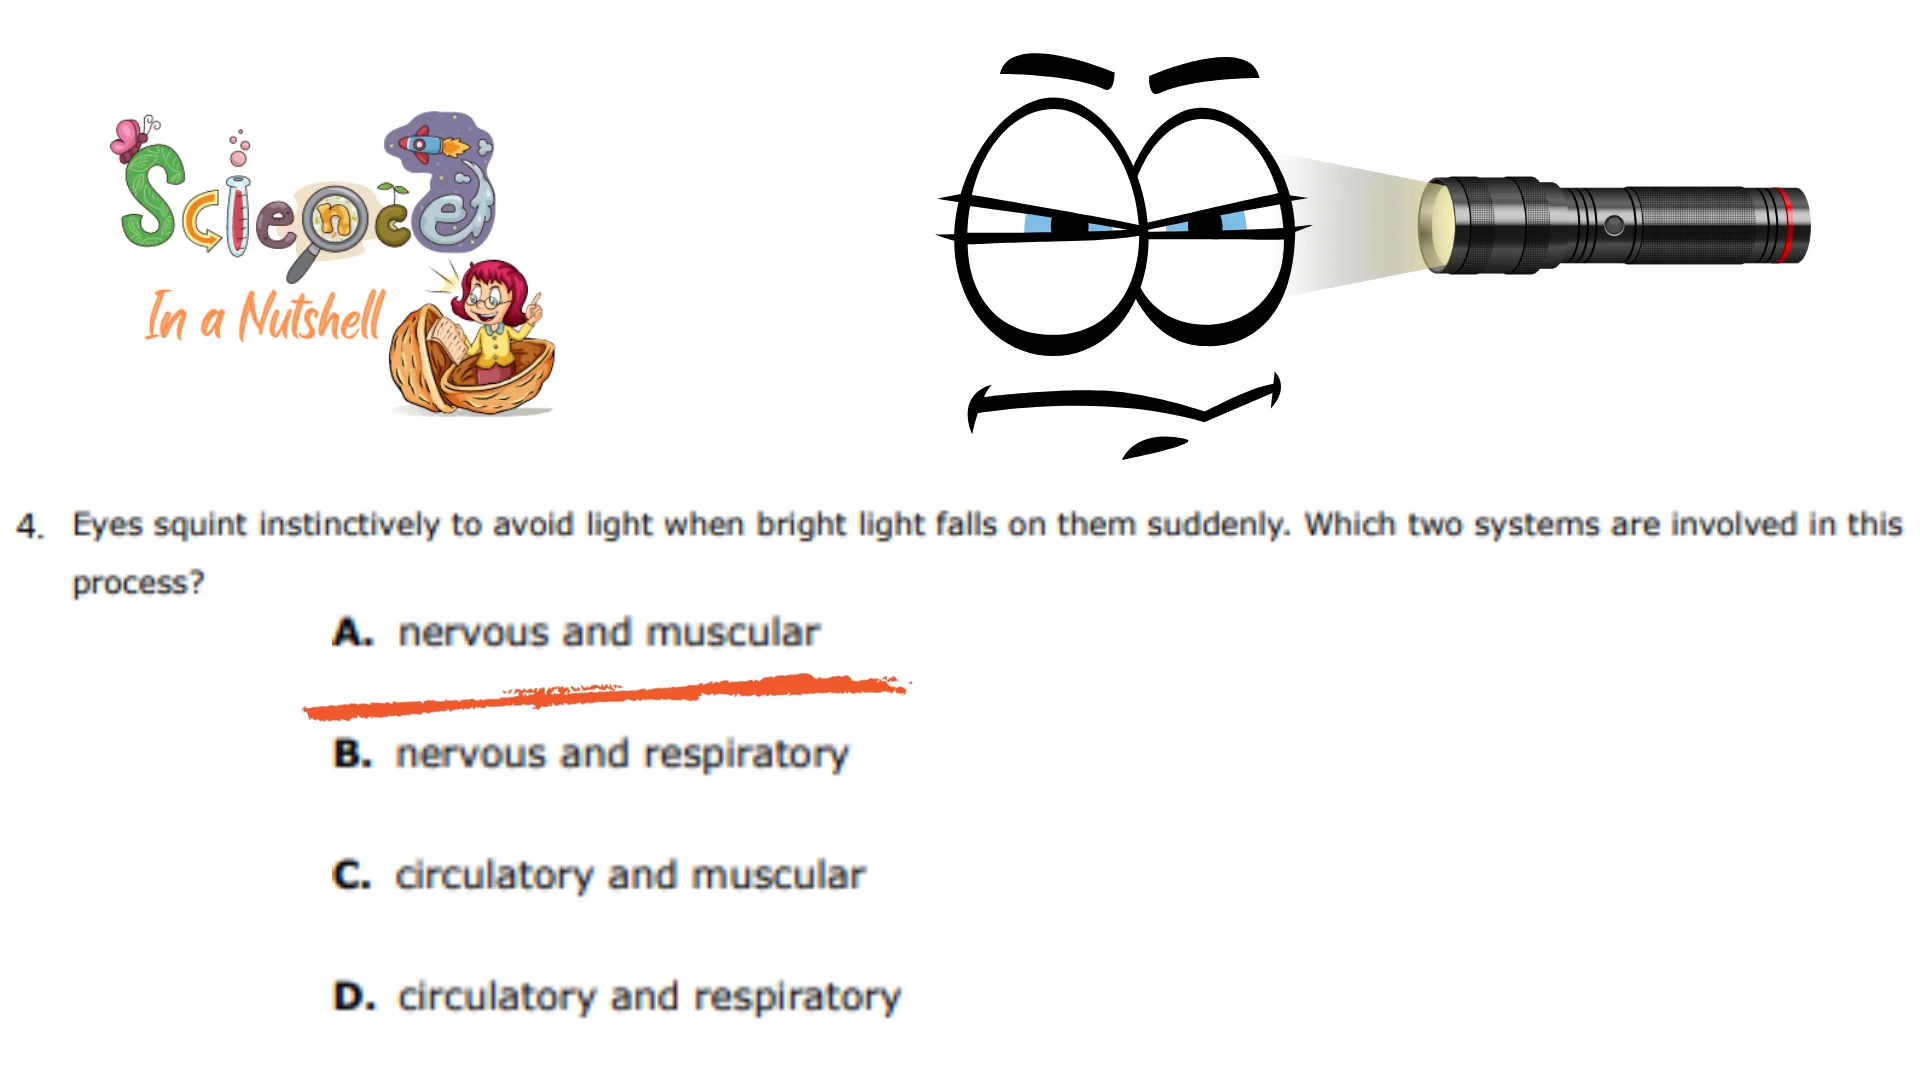 Science
In a Nutshell
4. Eyes squint instinctively to avoid light when bright light falls on them suddenly. Which two systems are involved in this
process?
A. nervous and muscular
B. nervous and respiratory
C. circulatory and muscular
D. circulatory and respiratory